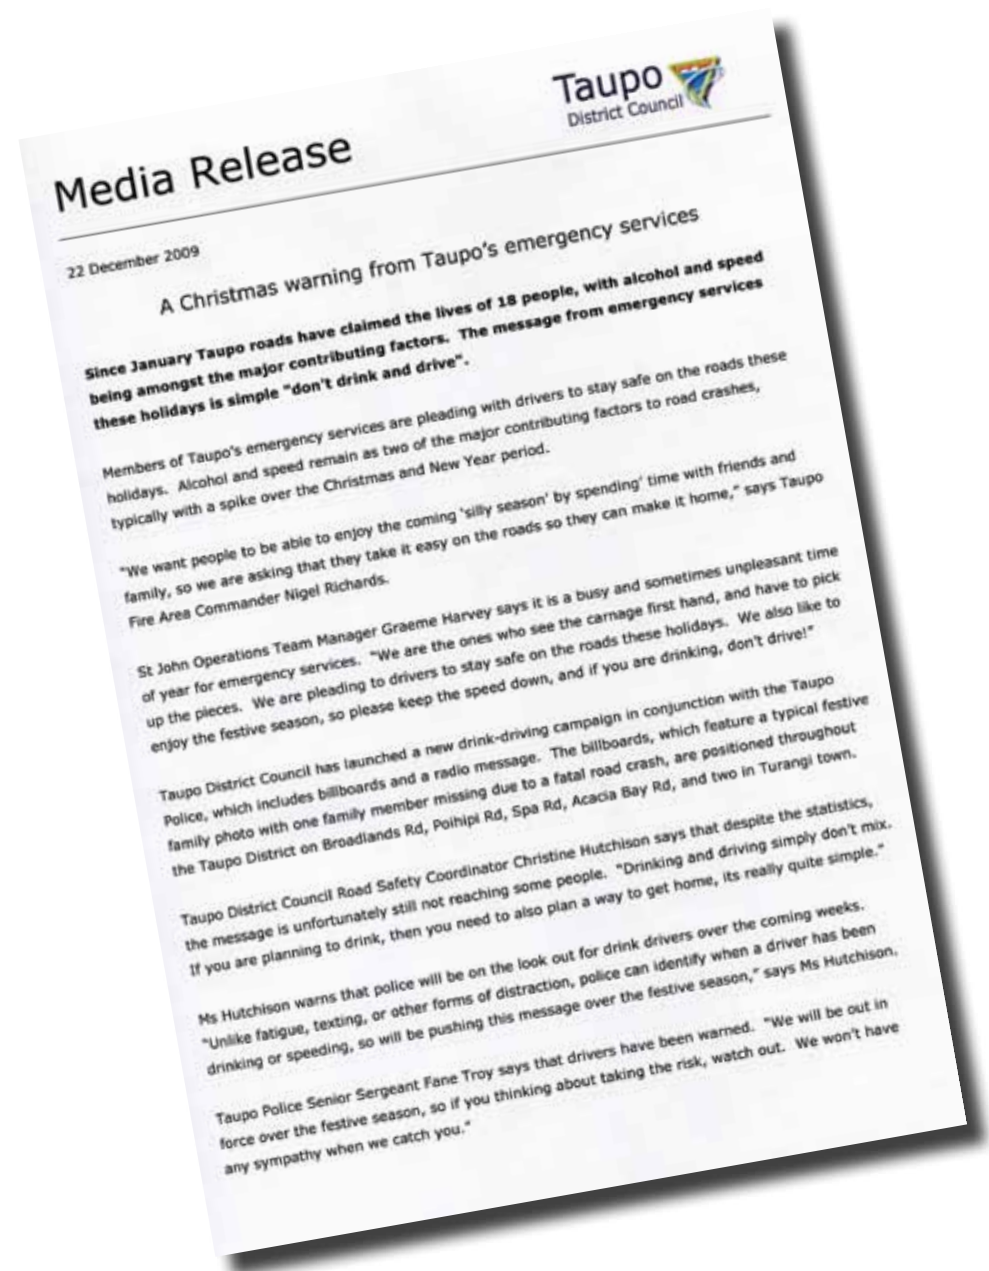 Taupo
District Council
Media Release
22 December 2009
A Christmas warning from Taupo's emergency services
Since January Taupo roads have claimed the lives of 18 people, with alcohol and speed
being amongst the major contributing factors. The message from emergency services
these holidays is simple "don't drink and drive".
Members of Taupo's emergency services are pleading with drivers to stay safe on the roads these
holidays. Alcohol and speed remain as two of the major contributing factors to road crashes,
typically with a spike over the Christmas and New Year period.
"We want people to be able to enjoy the coming 'silly season' by spending' time with friends and
family, so we are asking that they take it easy on the roads so they can make it home," says Taupo
Fire Area Commander Nigel Richards.
St John Operations Team Manager Graeme Harvey says it is a busy and sometimes unpleasant time
of year for emergency services. "We are the ones who see the carnage first hand, and have to pick
up the pieces. We are pleading to drivers to stay safe on the roads these holidays. We also like to
enjoy the festive season, so please keep the speed down, and if you are drinking, don't drive!"
Taupo District Council has launched a new drink-driving campaign in conjunction with the Taupo
Police, which includes billboards and a radio message. The billboards, which feature a typical festive
family photo with one family member missing due to a fatal road crash, are positioned throughout
the Taupo District on Broadlands Rd, Poihipi Rd, Spa Rd, Acacia Bay Rd, and two in Turangi town.
Taupo District Council Road Safety Coordinator Christine Hutchison says that despite the statistics,
the message is unfortunately still not reaching some people. "Drinking and driving simply don't mix.
If you are planning to drink, then you need to also plan a way to get home, its really quite simple."
Ms Hutchison warns that police will be on the look out for drink drivers over the coming weeks.
"Unlike fatigue, texting, or other forms of distraction, police can identify when a driver has been
drinking or speeding, so will be pushing this message over the festive season," says Ms Hutchison.
Taupo Police Senior Sergeant Fane Troy says that drivers have been warned. "We will be out in
force over the festive season, so if you thinking about taking the risk, watch out. We won't have
any sympathy when we catch you."